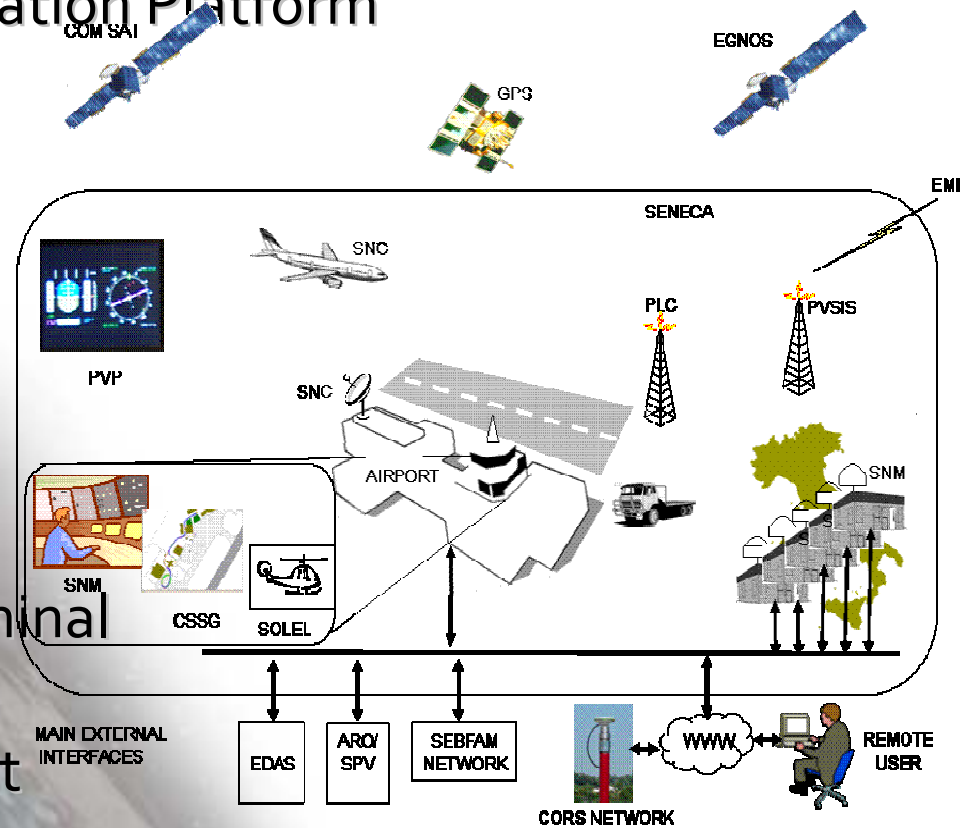 ation Platform
COM SAT
EGNOS
GPS
EMI
SENECA
SNC
PLC
PVSIS
PVP
SNC
AIRPORT
SNM
SNM
CSSG
SOLEL
ninal
MAIN EXTERNAL
INTERFACES
t
EDAS
ARO/
SPV
SEBFAM
NETWORK
WWW
REMOTE
USER
CORS NETWORK